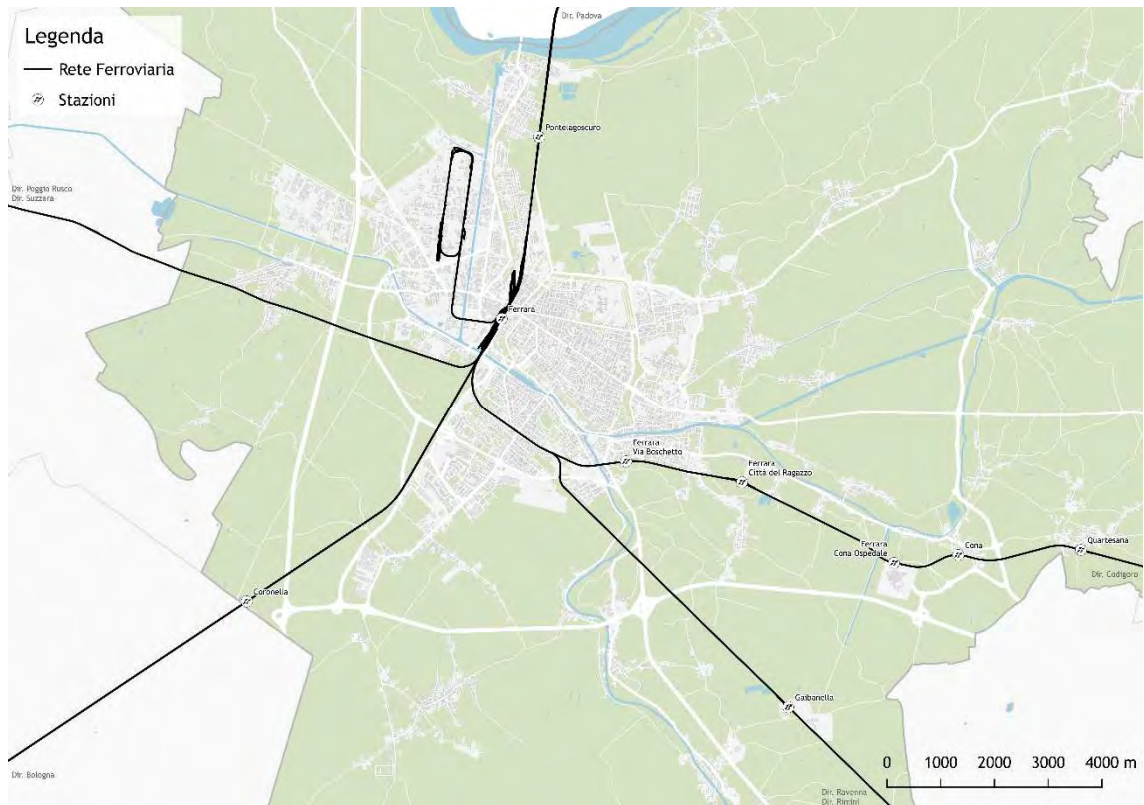 Legenda
Rete Ferroviaria
Stazioni
Dir. Padova
Pontelagoscuro
Dir. Poggio Rusco
Dir. Suzzara
Ferrara
Ferrara
Via Boschetto
Ferrara
Città del Ragazzo
Ferrara
Cona Ospedale
Cona
Quartesana
Dir. Codigoro
Coronella
Gaibanella
Dir. Bologna
Dir. Ravenna
Dir. Rimini
0 1000 2000 3000 4000 m